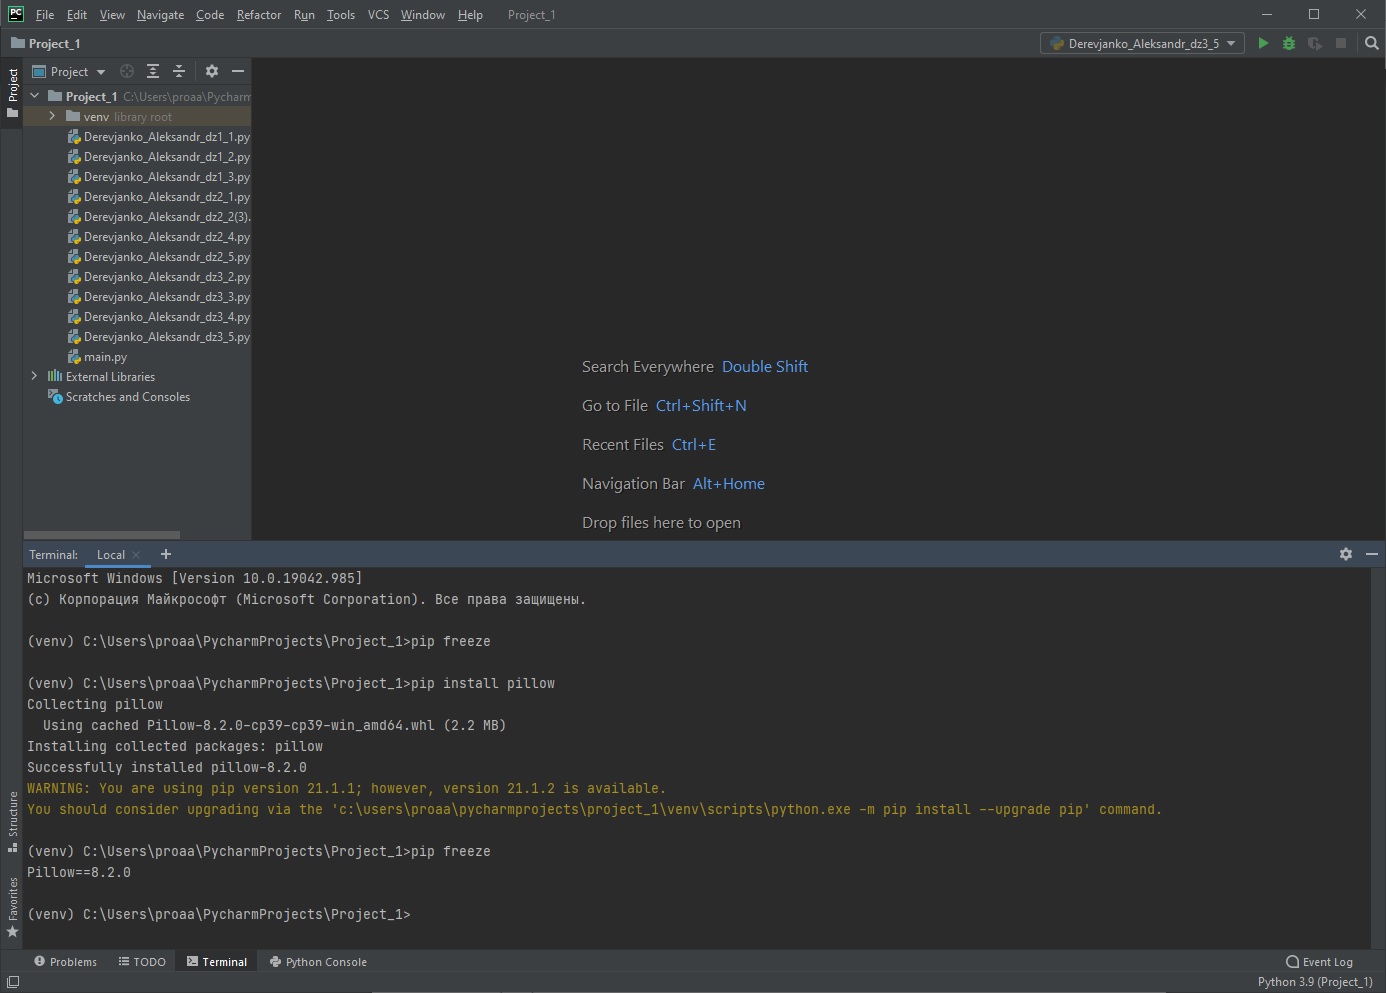 PC File Edit View Navigate Code Refactor Run Tools VCS Window Help Project_1
Project_1 Derevjanko_Aleksandr_dz3_5
Project
Project
Project_1 C:\Users\proaa\Pycharm
venv library root
Derevjanko_Aleksandr_dz1_1.py
Derevjanko_Aleksandr_dz1_2.py
Derevjanko_Aleksandr_dz1_3.py
Derevjanko_Aleksandr_dz2_1.py
Derevjanko_Aleksandr_dz2_2(3).
Derevjanko_Aleksandr_dz2_4.py
Derevjanko_Aleksandr_dz2_5.py
Derevjanko_Aleksandr_dz3_2.py
Derevjanko_Aleksandr_dz3_3.py
Derevjanko_Aleksandr_dz3_4.py
Derevjanko_Aleksandr_dz3_5.py
main.py
External Libraries
Scratches and Consoles
Search Everywhere Double Shift
Go to File Ctrl+Shift+N
Recent Files Ctrl+E
Navigation Bar Alt+Home
Drop files here to open
Terminal: Local
Microsoft Windows [Version 10.0.19042.985]
(c) Корпорация Майкрософт (Microsoft Corporation). Все права защищены.
(venv) C:\Users\proaa\PycharmProjects\Project_1>pip freeze
(venv) C:\Users\proaa\PycharmProjects\Project_1>pip install pillow
Collecting pillow
Using cached Pillow-8.2.0-cp39-cp39-win_amd64.whl (2.2 MB)
Installing collected packages: pillow
Successfully installed pillow-8.2.0
WARNING: You are using pip version 21.1.1; however, version 21.1.2 is available.
You should consider upgrading via the 'c:\users\proaa\pycharmprojects\project_1\venv\scripts\python.exe -m pip install --upgrade pip' command.
(venv) C:\Users\proaa\PycharmProjects\Project_1>pip freeze
Pillow==8.2.0
(venv) C:\Users\proaa\PycharmProjects\Project_1>
Structure
Favorites
Problems TODO Terminal Python Console Event Log
Python 3.9 (Project_1)